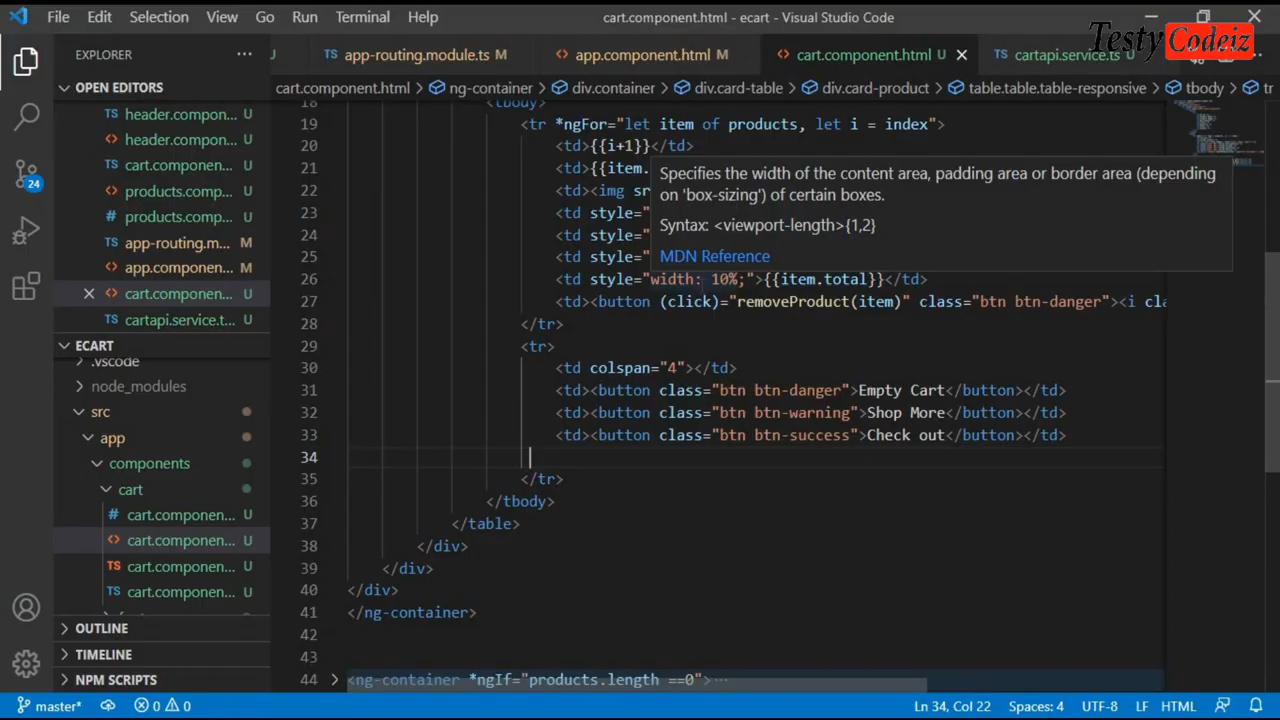 File Edit Selection View Go Run Terminal Help
cart.component.html - ecart - Visual Studio Code
Testy Codeiz
EXPLORER
app-routing.module.ts M
app.component.html M
cart.component.html U
cartapi.service.ts U
OPEN EDITORS
cart.component.html > ng-container > div.container > div.card-table > div.card-product > table.table.table-responsive > tbody > tr
header.compon... U
header.compon... U
cart.componen... U
products.comp... U
products.comp... U
app-routing.m... M
app.componen... M
cart.componen... U
cartapi.service.t... U
24
ECART
.vscode
node_modules
src
app
components
cart
cart.componen... U
cart.componen... U
cart.componen... U
cart.componen... U
OUTLINE
TIMELINE
NPM SCRIPTS
18 <tbody>
19 <tr *ngFor="let item of products, let i = index">
20 <td>{{i+1}}</td>
21 <td>{{item.
22 <td><img sr
23 <td style="
24 <td style="
25 <td style="
26 <td style="width: 10%;">{{item.total}}</td>
27 <td><button (click)="removeProduct(item)" class="btn btn-danger"><i cla
28 </tr>
29 <tr>
30 <td colspan="4"></td>
31 <td><button class="btn btn-danger">Empty Cart</button></td>
32 <td><button class="btn btn-warning">Shop More</button></td>
33 <td><button class="btn btn-success">Check out</button></td>
34
35 </tr>
36 </tbody>
37 </table>
38 </div>
39 </div>
40 </div>
41 </ng-container>
42
43
44 <ng-container *ngIf="products.length ==0">...
Specifies the width of the content area, padding area or border area (depending
on 'box-sizing') of certain boxes.
Syntax: <viewport-length>{1,2}
MDN Reference
master* 0 0 Ln 34, Col 22 Spaces: 4 UTF-8 LF HTML